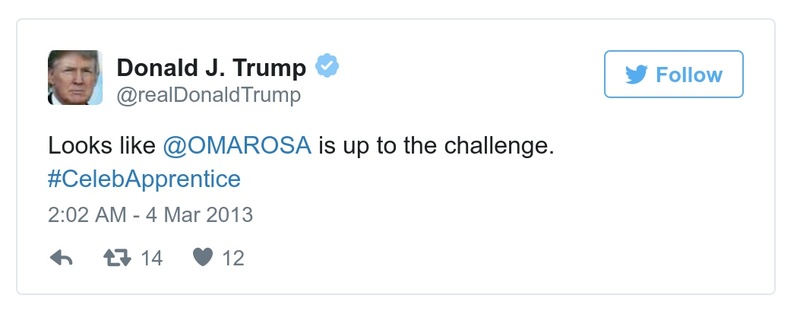 Donald J. Trump
@realDonaldTrump
Follow
Looks like @OMAROSA is up to the challenge.
#CelebApprentice
2:02 AM - 4 Mar 2013
14 12